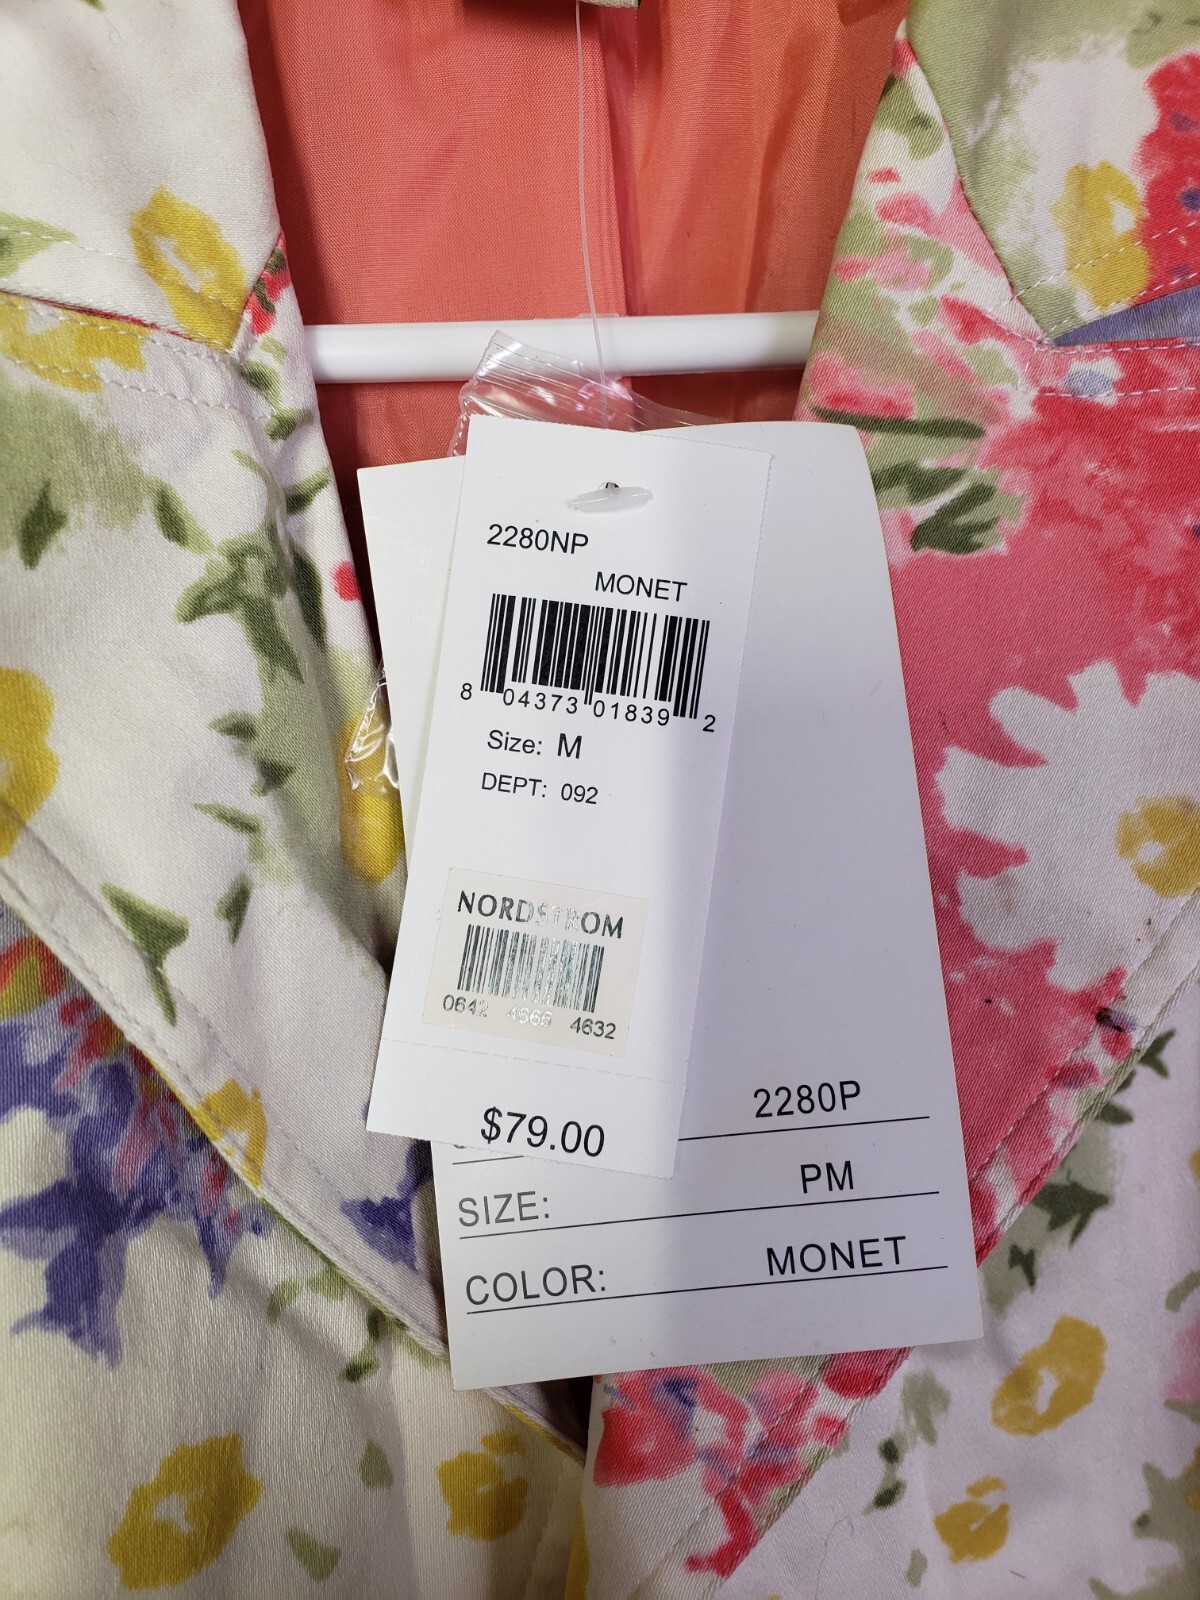 2280NP
MONET
8 04373 01839 2
Size: M
DEPT: 092
NORDSTROM
0642 4665 4632
$79.00
2280P
SIZE: PM
COLOR: MONET